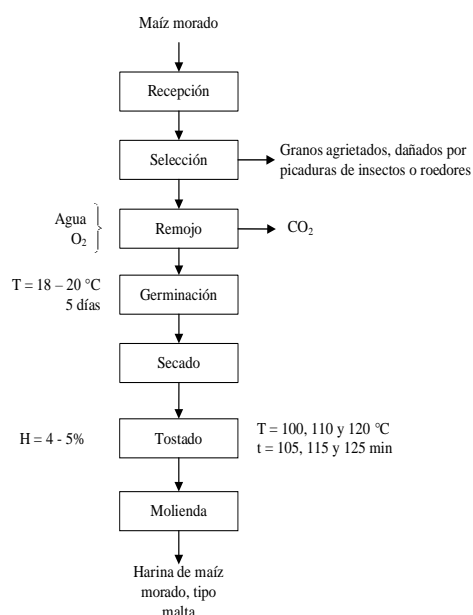 Maíz morado
Recepción
Selección
Granos agrietados, dañados por
picaduras de insectos o roedores
Agua
O₂
Remojo
CO₂
T = 18 – 20 °C
5 días
Germinación
Secado
H = 4 - 5%
Tostado
T = 100, 110 y 120 °C
t = 105, 115 y 125 min
Molienda
Harina de maíz
morado, tipo
malta